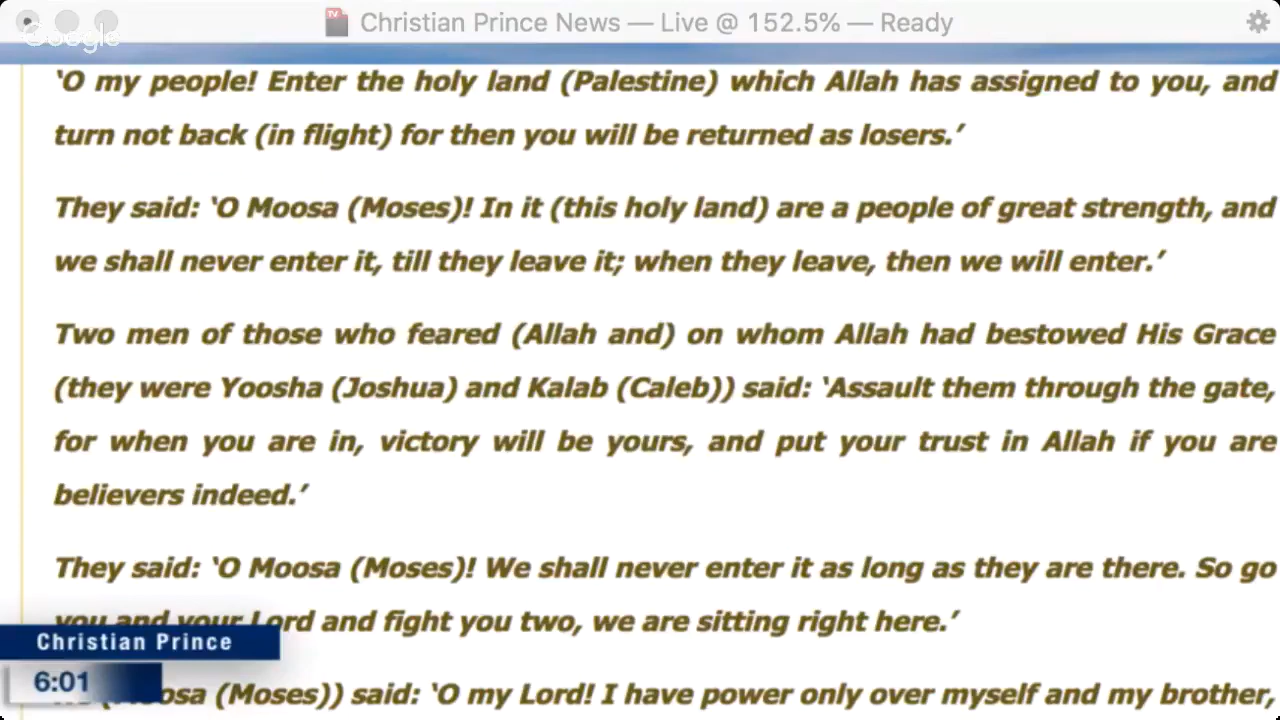 Christian Prince News — Live @ 152.5% — Ready
Google
‘O my people! Enter the holy land (Palestine) which Allah has assigned to you, and
turn not back (in flight) for then you will be returned as losers.’
They said: ‘O Moosa (Moses)! In it (this holy land) are a people of great strength, and
we shall never enter it, till they leave it; when they leave, then we will enter.’
Two men of those who feared (Allah and) on whom Allah had bestowed His Grace
(they were Yoosha (Joshua) and Kalab (Caleb)) said: ‘Assault them through the gate,
for when you are in, victory will be yours, and put your trust in Allah if you are
believers indeed.’
They said: ‘O Moosa (Moses)! We shall never enter it as long as they are there. So go
you and your Lord and fight you two, we are sitting right here.’
Christian Prince
6:01
(Moses)) said: ‘O my Lord! I have power only over myself and my brother,